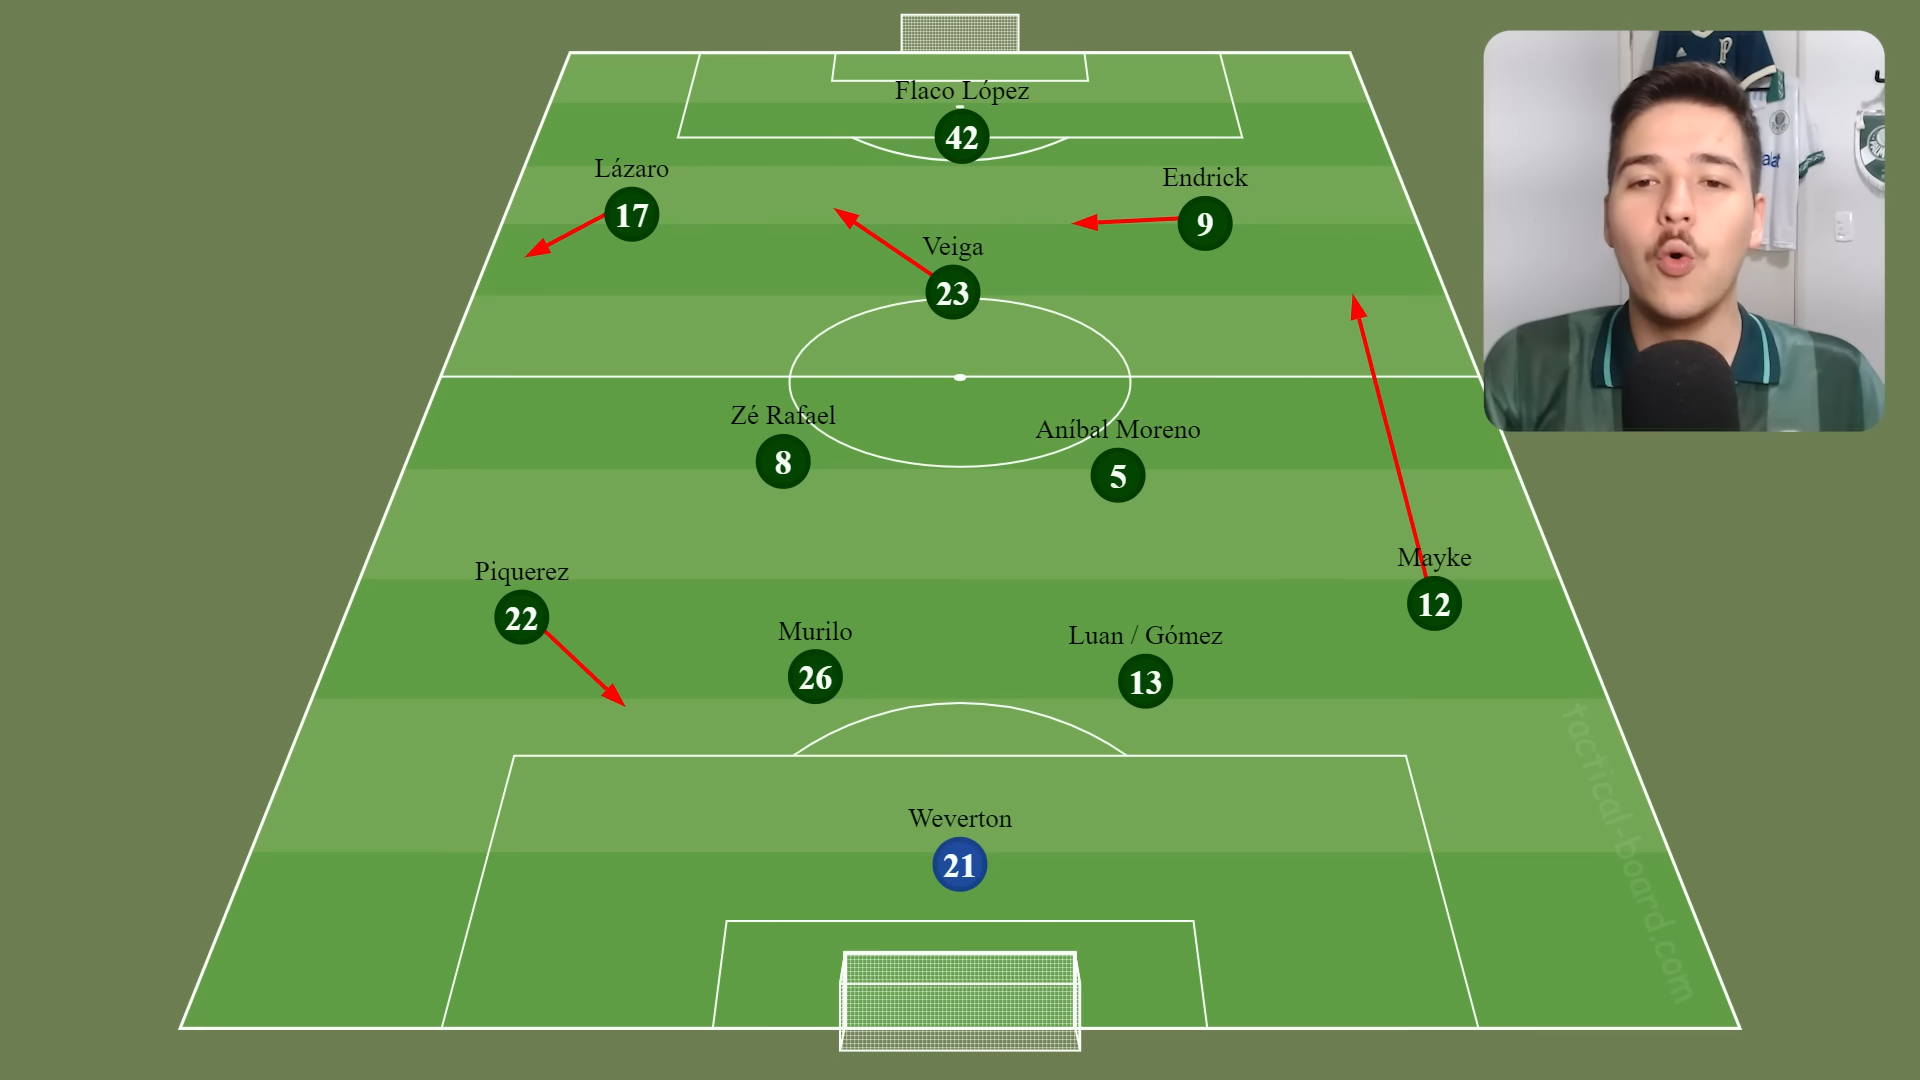 Flaco López
42
Lázaro
17
Endrick
9
Veiga
23
Zé Rafael
8
Aníbal Moreno
5
Piquerez
22
Mayke
12
Murilo
26
Luan / Gómez
13
Weverton
21
tactical-board.com